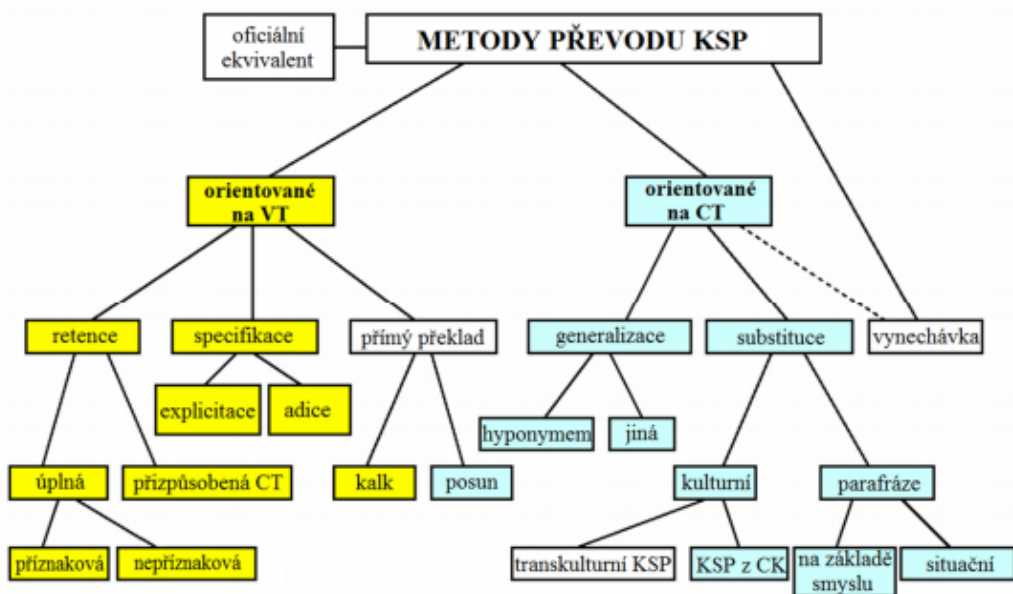 oficiální
ekvivalent
METODY PŘEVODU KSP
orientované
na VT
orientované
na CT
retence
specifikace
přímý překlad
generalizace
substituce
vynechávka
explicitace
adice
hyponymem
jiná
úplná
přizpůsobená CT
kalk
posun
kulturní
parafráze
příznaková
nepříznaková
transkulturní KSP
KSP z CK
na základě
smyslu
situační